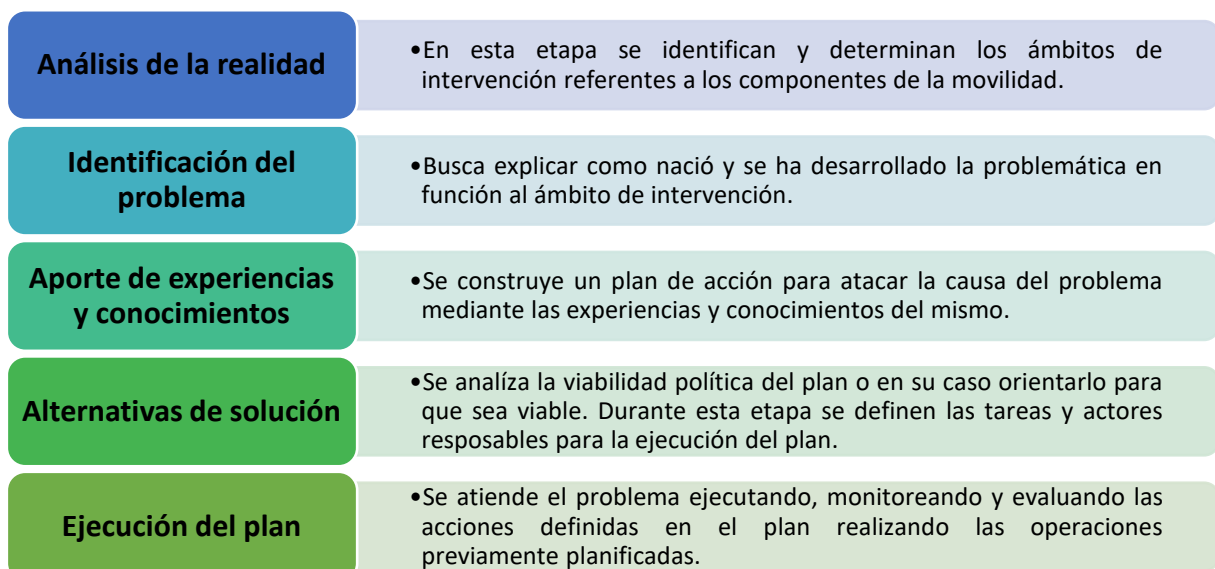 Análisis de la realidad
•En esta etapa se identifican y determinan los ámbitos de
intervención referentes a los componentes de la movilidad.
Identificación del
problema
•Busca explicar como nació y se ha desarrollado la problemática en
función al ámbito de intervención.
Aporte de experiencias
y conocimientos
•Se construye un plan de acción para atacar la causa del problema
mediante las experiencias y conocimientos del mismo.
Alternativas de solución
•Se analíza la viabilidad política del plan o en su caso orientarlo para
que sea viable. Durante esta etapa se definen las tareas y actores
resposables para la ejecución del plan.
Ejecución del plan
•Se atiende el problema ejecutando, monitoreando y evaluando las
acciones definidas en el plan realizando las operaciones
previamente planificadas.